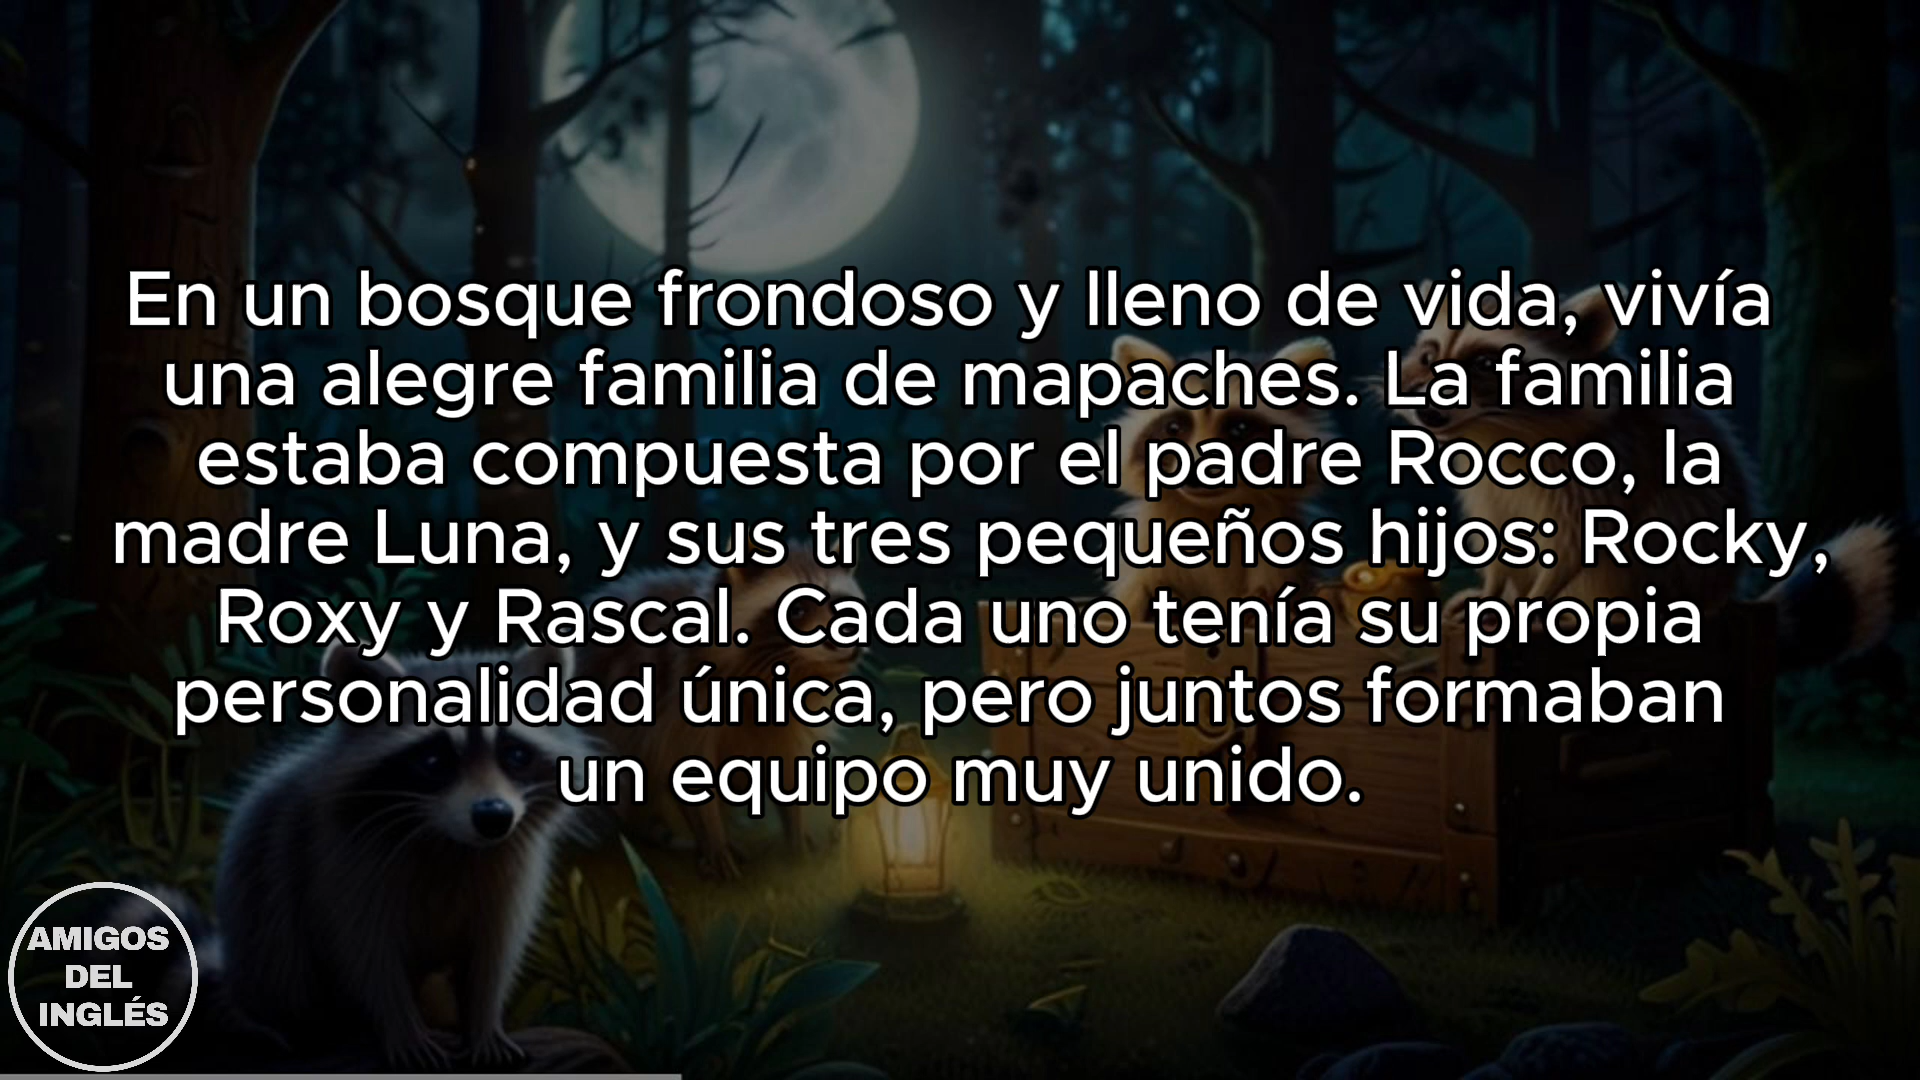 En un bosque frondoso y lleno de vida, vivía
una alegre familia de mapaches. La familia
estaba compuesta por el padre Rocco, la
madre Luna, y sus tres pequeños hijos: Rocky,
Roxy y Rascal. Cada uno tenía su propia
personalidad única, pero juntos formaban
un equipo muy unido.
AMIGOS
DEL
INGLÉS